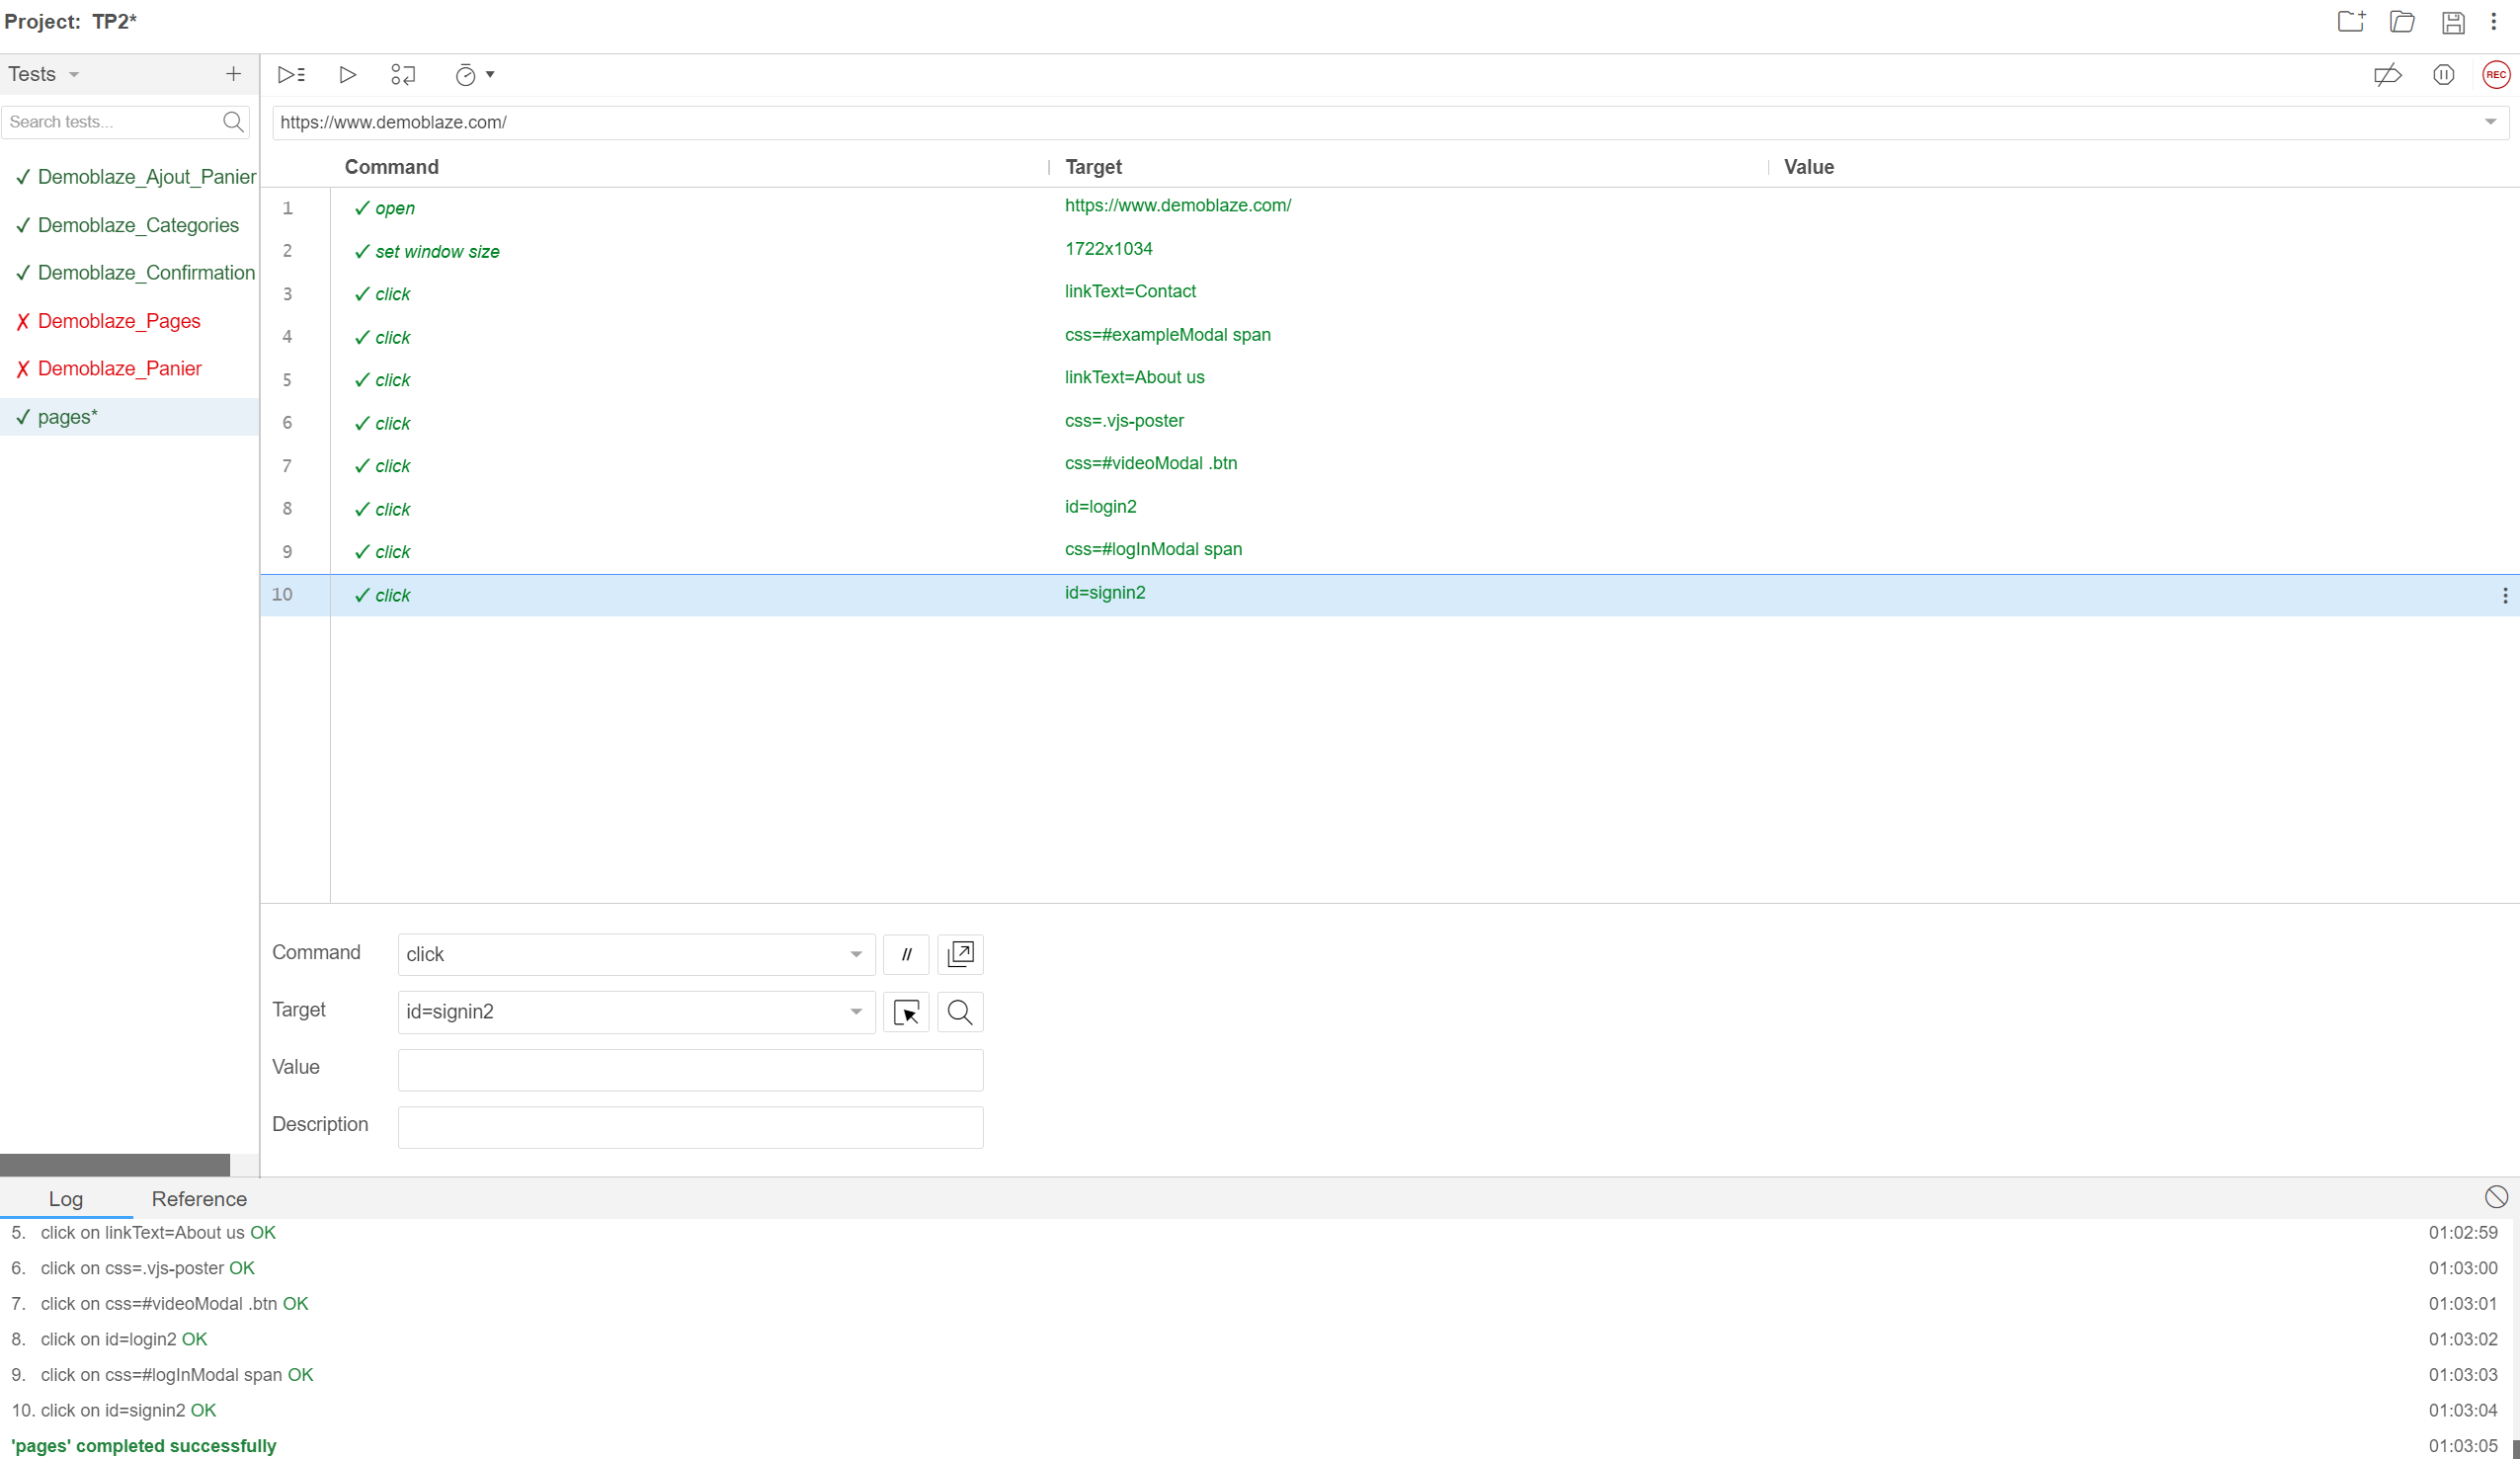 Project: TP2*
Tests
Search tests...
Demoblaze_Ajout_Panier
Demoblaze_Categories
Demoblaze_Confirmation
Demoblaze_Pages
Demoblaze_Panier
pages*
REC
https://www.demoblaze.com/
Command Target Value
1 open https://www.demoblaze.com/
2 set window size 1722x1034
3 click linkText=Contact
4 click css=#exampleModal span
5 click linkText=About us
6 click css=.vjs-poster
7 click css=#videoModal .btn
8 click id=login2
9 click css=#logInModal span
10 click id=signin2
Command click //
Target id=signin2
Value
Description
Log Reference
5. click on linkText=About us OK 01:02:59
6. click on css=.vjs-poster OK 01:03:00
7. click on css=#videoModal .btn OK 01:03:01
8. click on id=login2 OK 01:03:02
9. click on css=#logInModal span OK 01:03:03
10. click on id=signin2 OK 01:03:04
'pages' completed successfully 01:03:05